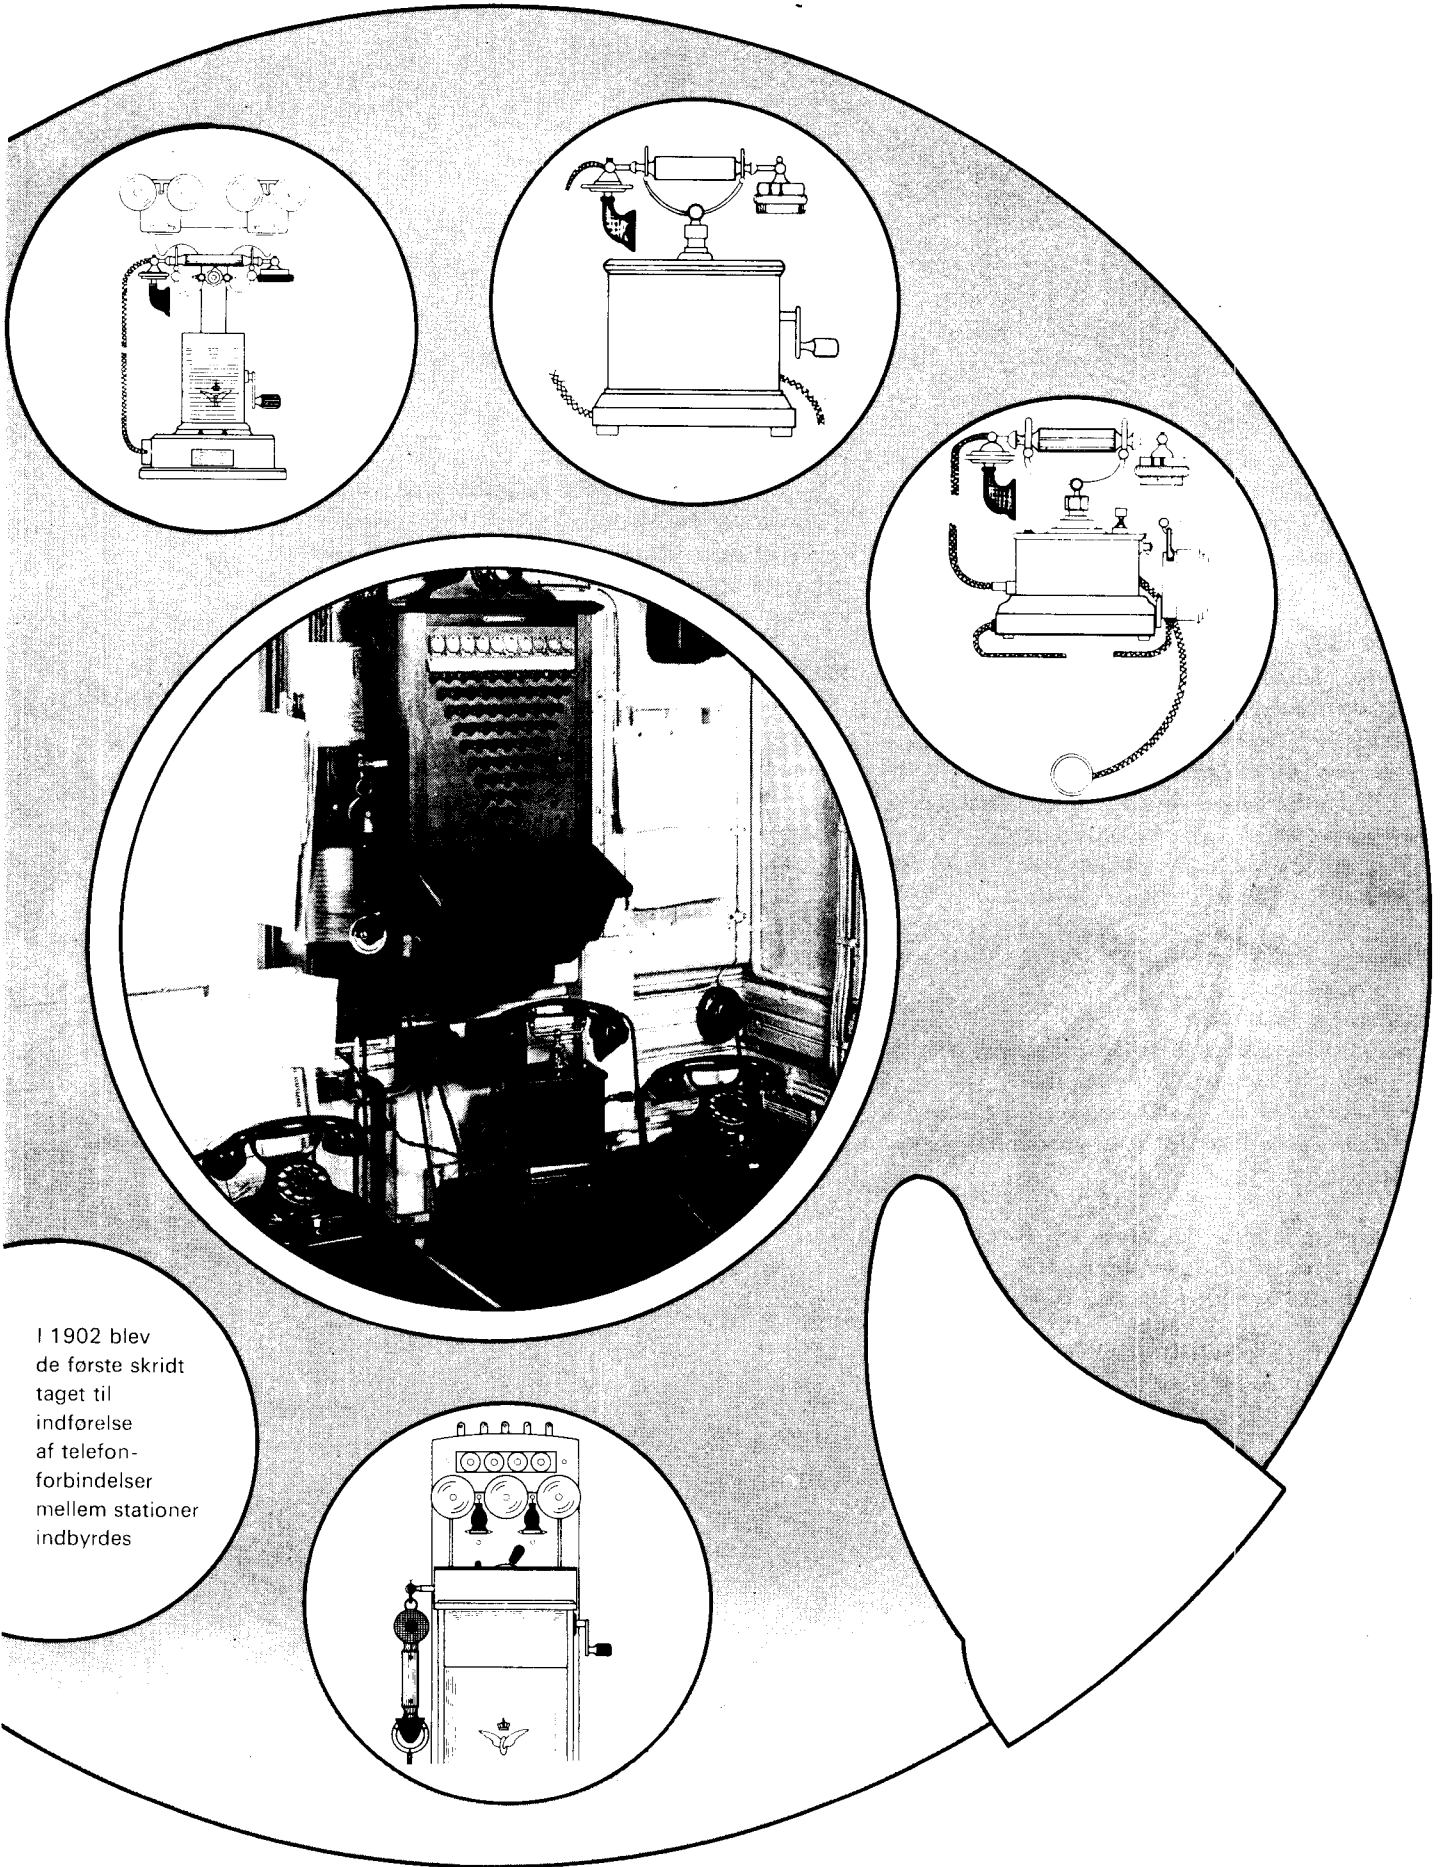 I 1902 blev
de første skridt
taget til
indførelse
af telefon-
forbindelser
mellem stationer
indbyrdes